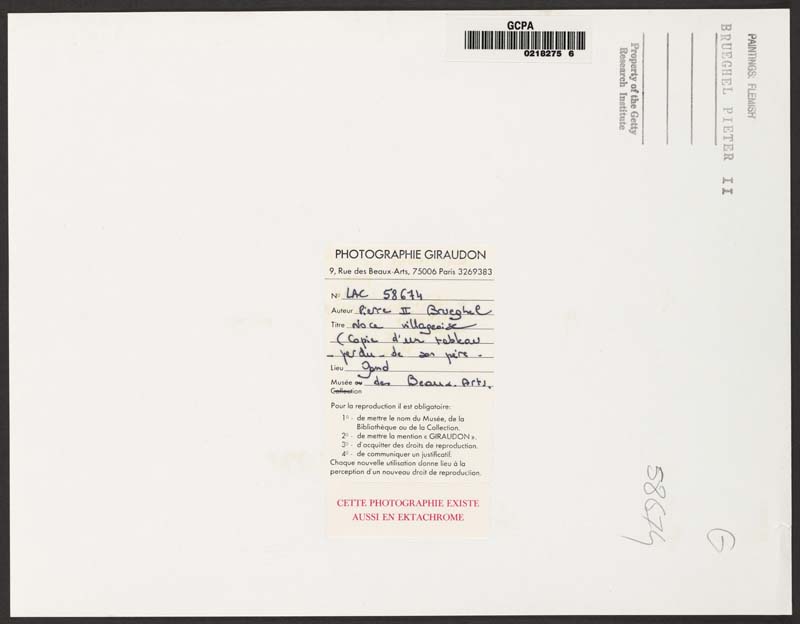 GCPA
0218275 6
PAINTINGS: FLEMISH
BRUEGHEL PIETER II
Property of the Getty
Research Institute
PHOTOGRAPHIE GIRAUDON
9, Rue des Beaux-Arts, 75006 Paris 3269383
No LAC 58674
Auteur Pierre II Brueghel
Titre Noce villageoise
(Copie d'un tableau
perdu - de son père -
Lieu Gand
Musée ou des Beaux-Arts.
Collection
Pour la reproduction il est obligatoire:
1o - de mettre le nom du Musée, de la
Bibliothèque ou de la Collection.
2o - de mettre la mention « GIRAUDON ».
3o - d'acquitter des droits de reproduction.
4o - de communiquer un justificatif.
Chaque nouvelle utilisation donne lieu à la
perception d'un nouveau droit de reproduction.
CETTE PHOTOGRAPHIE EXISTE
AUSSI EN EKTACHROME
58674
G